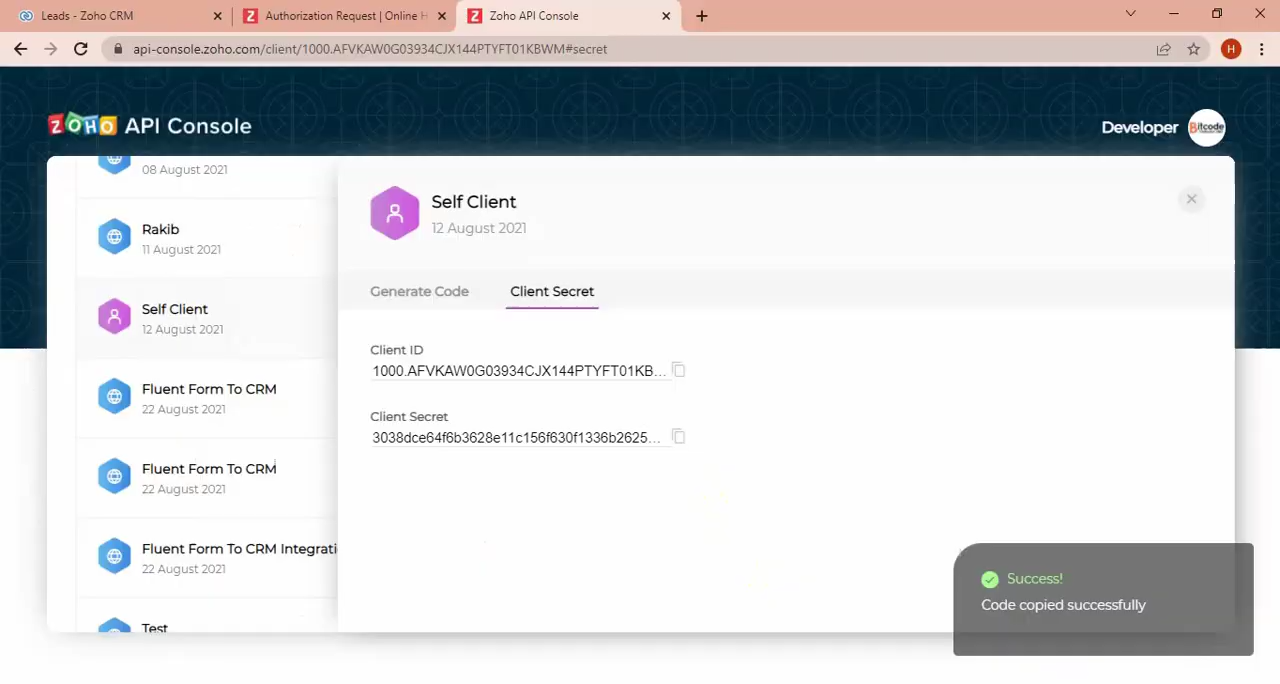 Leads - Zoho CRM
Authorization Request | Online H
Zoho API Console
api-console.zoho.com/client/1000.AFVKAW0G03934CJX144PTYFT01KBWM#secret
H
ZOHO API Console
Developer
Bitcode
08 August 2021
Rakib
11 August 2021
Self Client
12 August 2021
Fluent Form To CRM
22 August 2021
Fluent Form To CRM
22 August 2021
Fluent Form To CRM Integrati
22 August 2021
Test
Self Client
12 August 2021
Generate Code
Client Secret
Client ID
1000.AFVKAW0G03934CJX144PTYFT01KB...
Client Secret
3038dce64f6b3628e11c156f630f1336b2625...
Success!
Code copied successfully